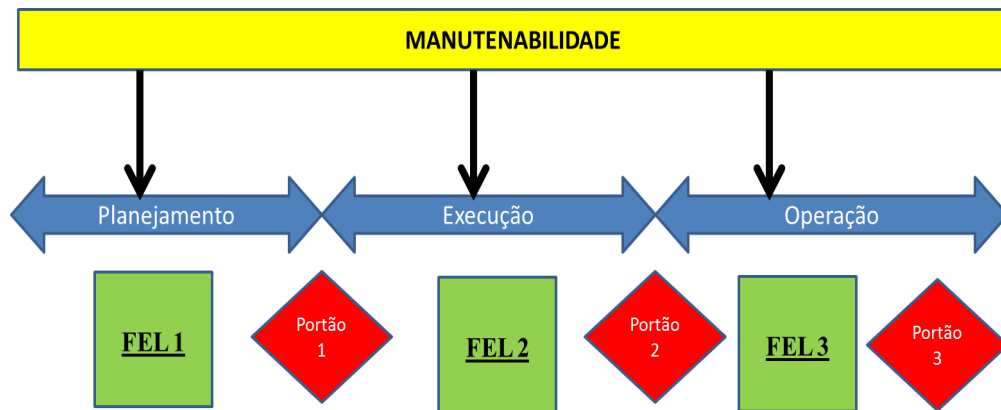 MANUTENABILIDADE
Planejamento
Execução
Operação
FEL 1
Portão
1
FEL 2
Portão
2
FEL 3
Portão
3